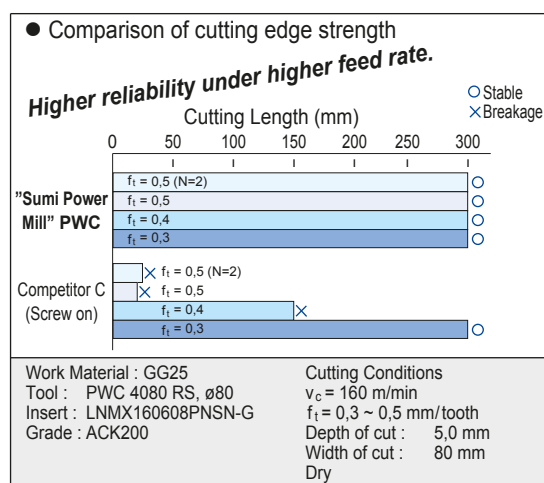 ● Comparison of cutting edge strength
Higher reliability under higher feed rate.
○ Stable
× Breakage
Cutting Length (mm)
0 50 100 150 200 250 300
"Sumi Power
Mill" PWC
ft = 0,5 (N=2)
ft = 0,5
ft = 0,4
ft = 0,3
Competitor C
(Screw on)
ft = 0,5 (N=2)
ft = 0,5
ft = 0,4
ft = 0,3
Work Material : GG25
Tool : PWC 4080 RS, ø80
Insert : LNMX160608PNSN-G
Grade : ACK200
Cutting Conditions
vc = 160 m/min
ft = 0,3 ~ 0,5 mm/tooth
Depth of cut : 5,0 mm
Width of cut : 80 mm
Dry